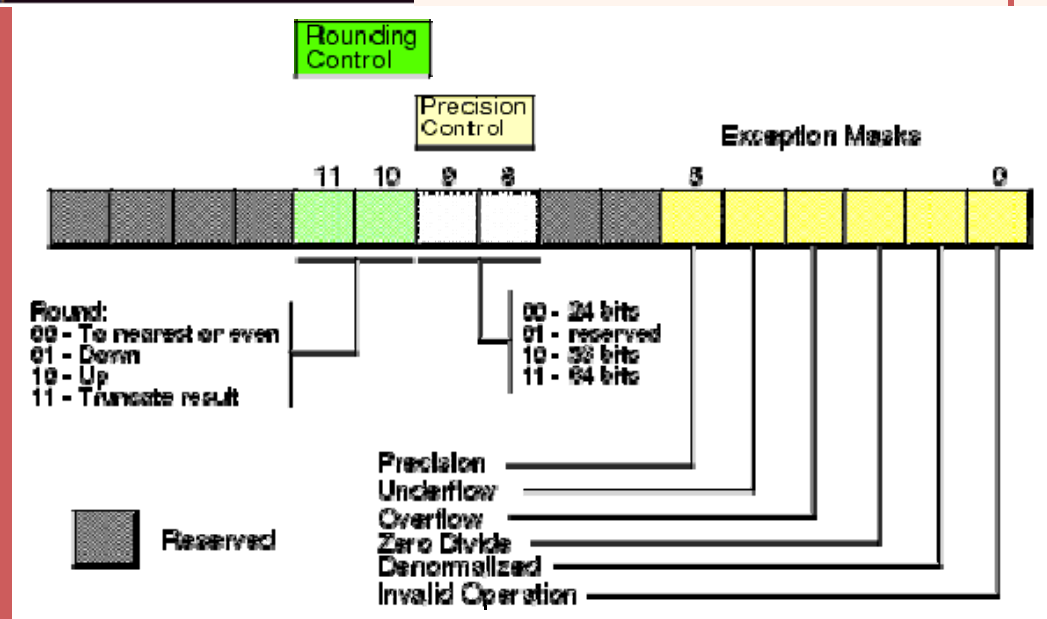 Rounding
Control
Precision
Control
Exception Masks
11 10 9 8 5 0
Round:
00 - To nearest or even
01 - Down
10 - Up
11 - Truncate result
00 - 24 bits
01 - reserved
10 - 53 bits
11 - 64 bits
Precision
Underflow
Overflow
Zero Divide
Denormalized
Invalid Operation
Reserved